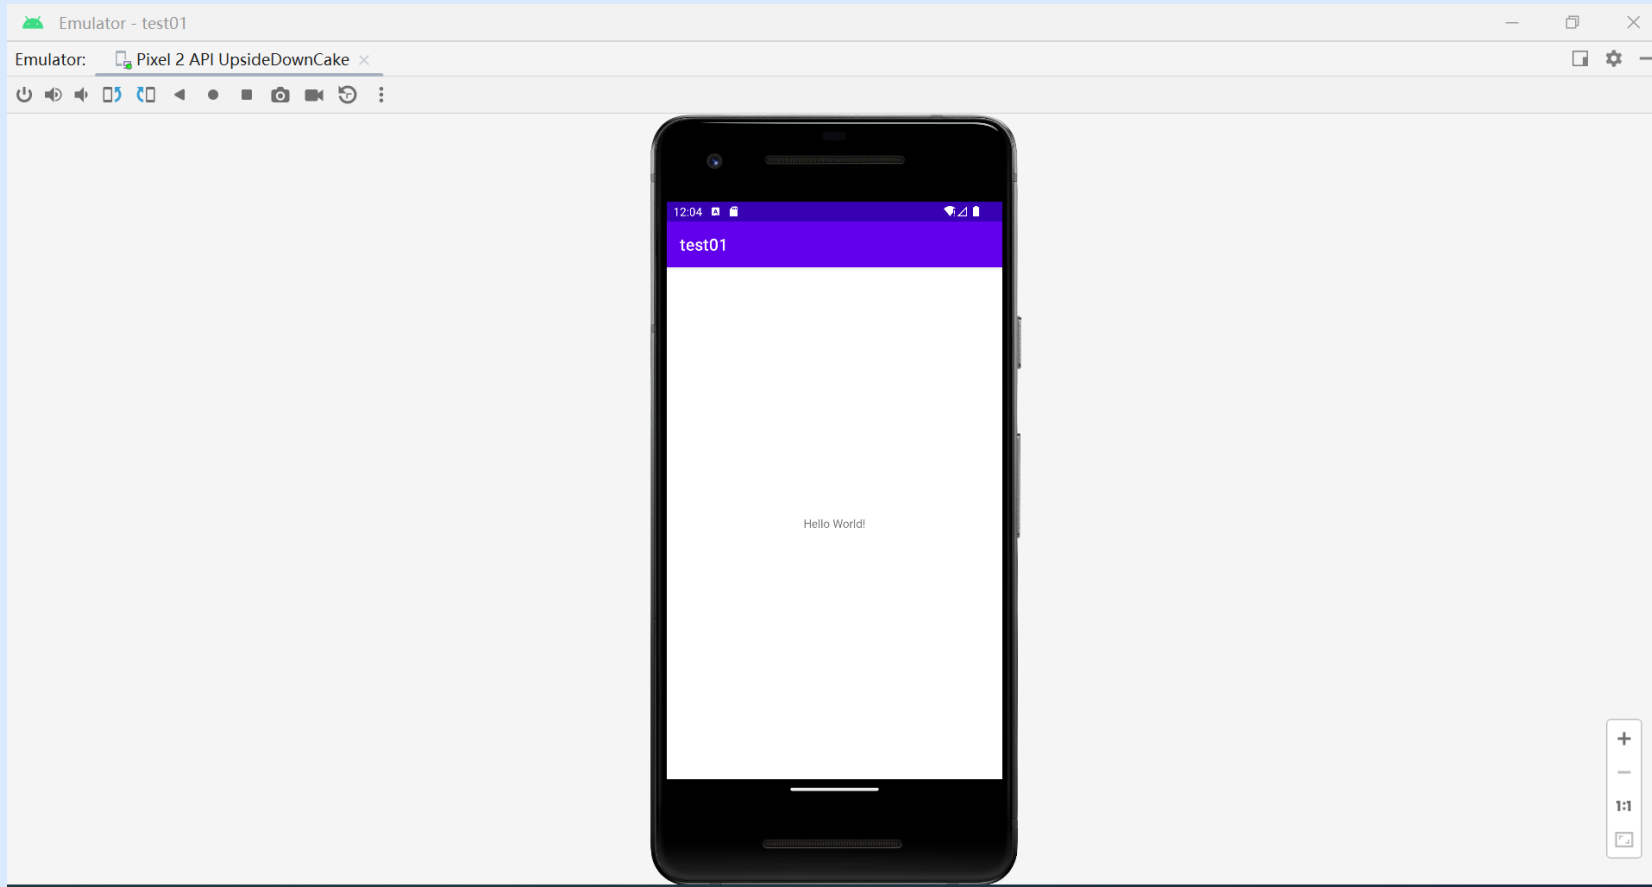 Emulator - test01
Emulator: Pixel 2 API UpsideDownCake
12:04
test01
Hello World!
1:1